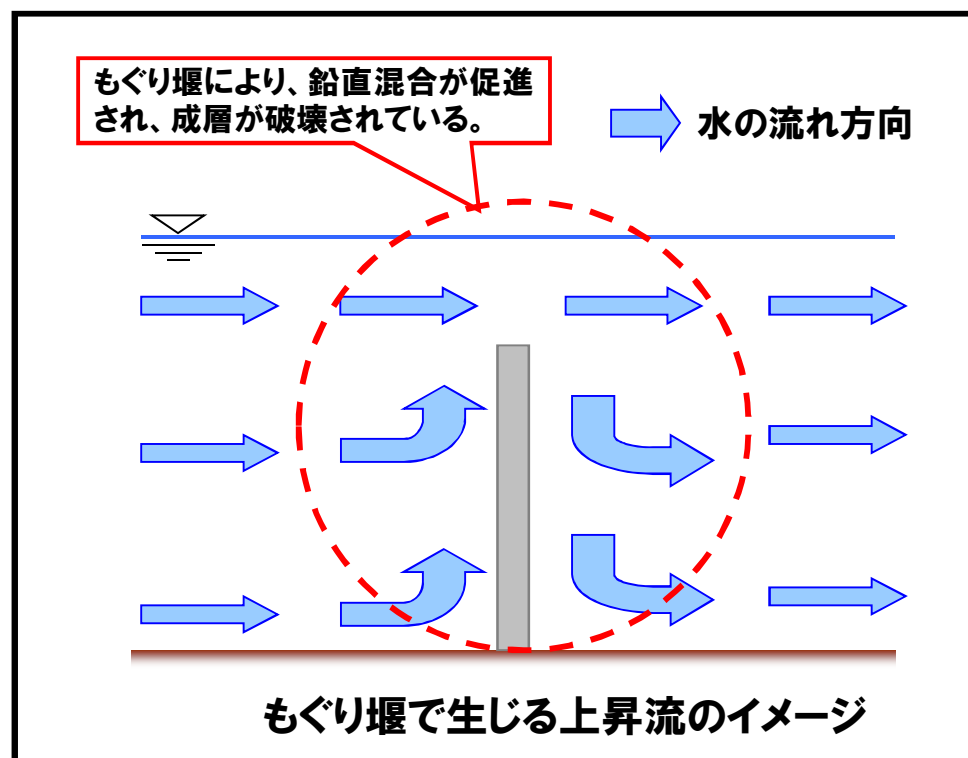 もぐり堰により、鉛直混合が促進
され、成層が破壊されている。
水の流れ方向
もぐり堰で生じる上昇流のイメージ